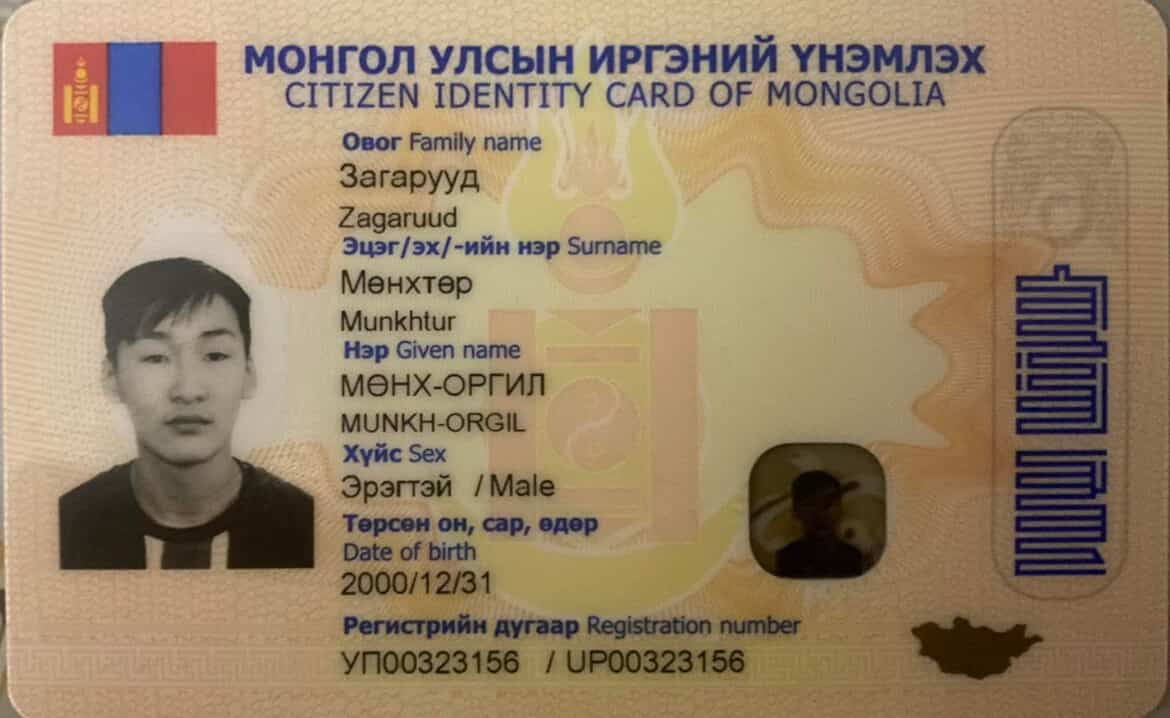 МОНГОЛ УЛСЫН ИРГЭНИЙ ҮНЭМЛЭХ
CITIZEN IDENTITY CARD OF MONGOLIA
Овог Family name
Загарууд
Zagaruud
Эцэг/эх/-ийн нэр Surname
Мөнхтөр
Munkhtur
Нэр Given name
МӨНХ-ОРГИЛ
MUNKH-ORGIL
Хүйс Sex
Эрэгтэй / Male
Төрсөн он, сар, өдөр
Date of birth
2000/12/31
Регистрийн дугаар Registration number
УП00323156 / UP00323156